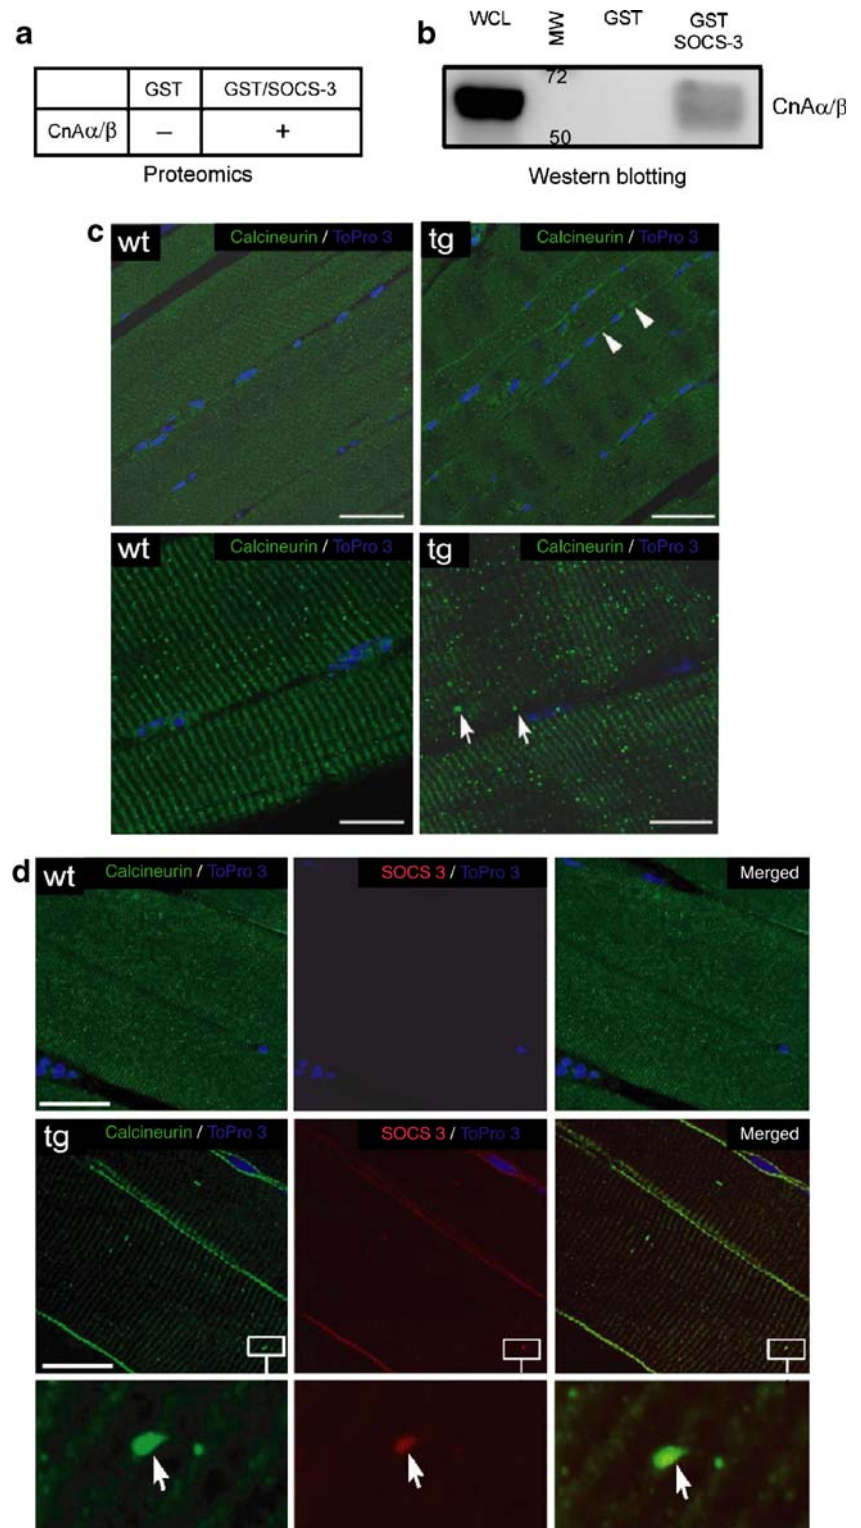 a
GST GST/SOCS-3
CnAα/β – +
Proteomics
b
WCL MW GST GST SOCS-3
72
50
CnAα/β
Western blotting
c
wt Calcineurin / ToPro 3
tg Calcineurin / ToPro 3
wt Calcineurin / ToPro 3
tg Calcineurin / ToPro 3
d
wt Calcineurin / ToPro 3
SOCS 3 / ToPro 3
Merged
tg Calcineurin / ToPro 3
SOCS 3 / ToPro 3
Merged